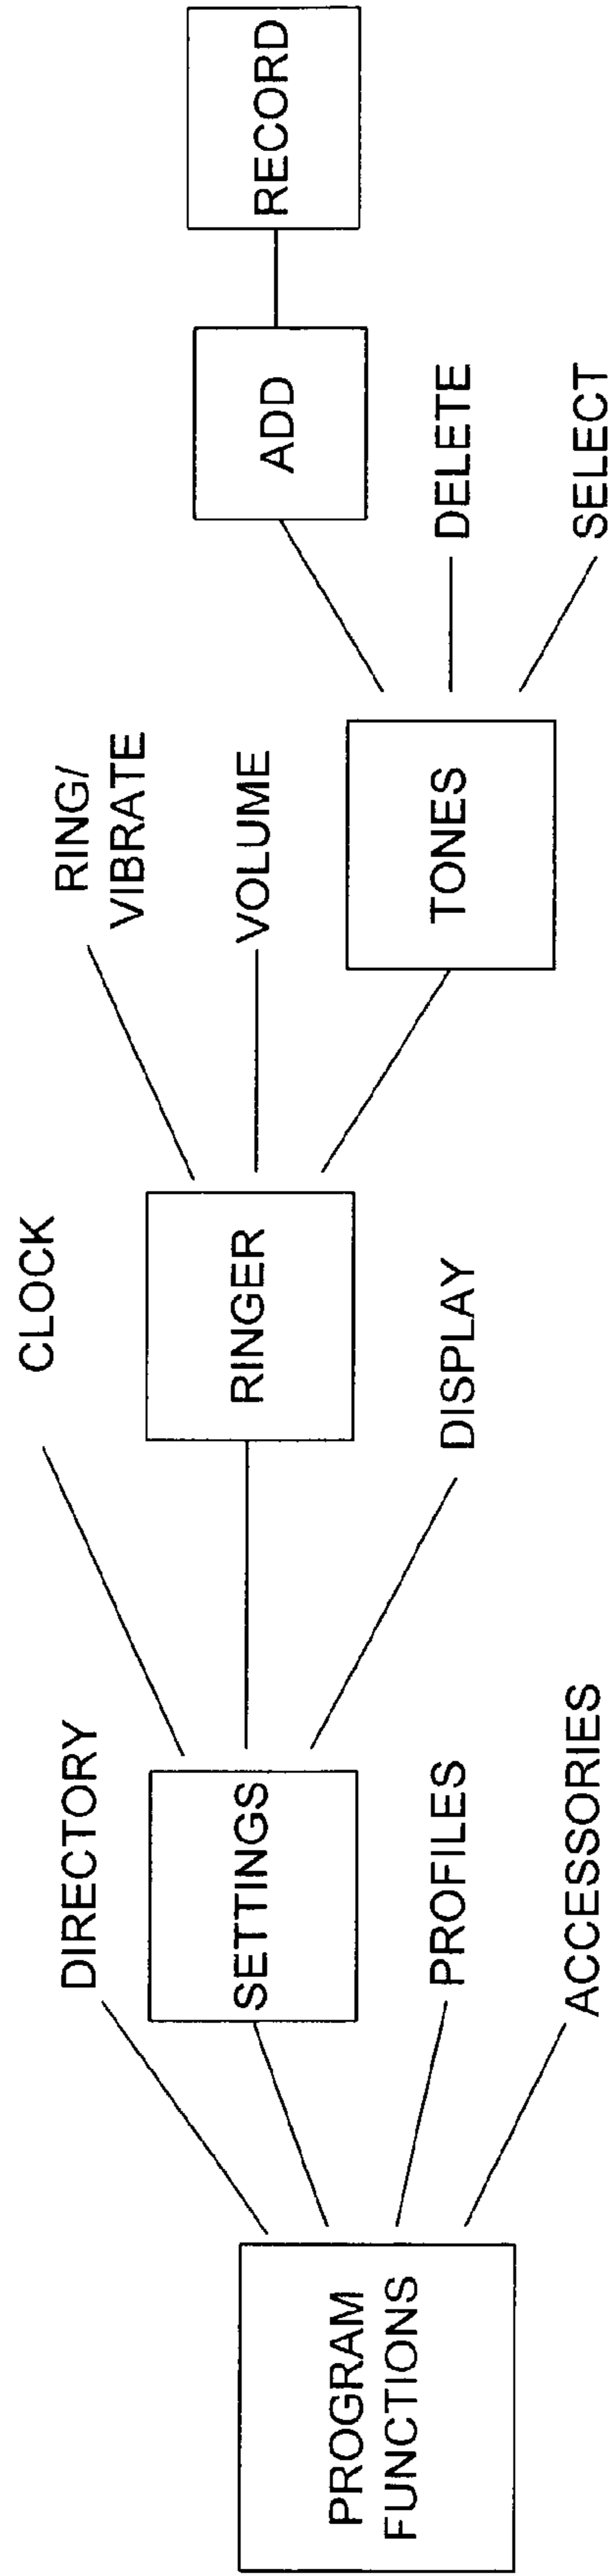 PROGRAM
FUNCTIONS
DIRECTORY
SETTINGS
PROFILES
ACCESSORIES
CLOCK
RINGER
DISPLAY
RING/
VIBRATE
VOLUME
TONES
ADD
DELETE
SELECT
RECORD